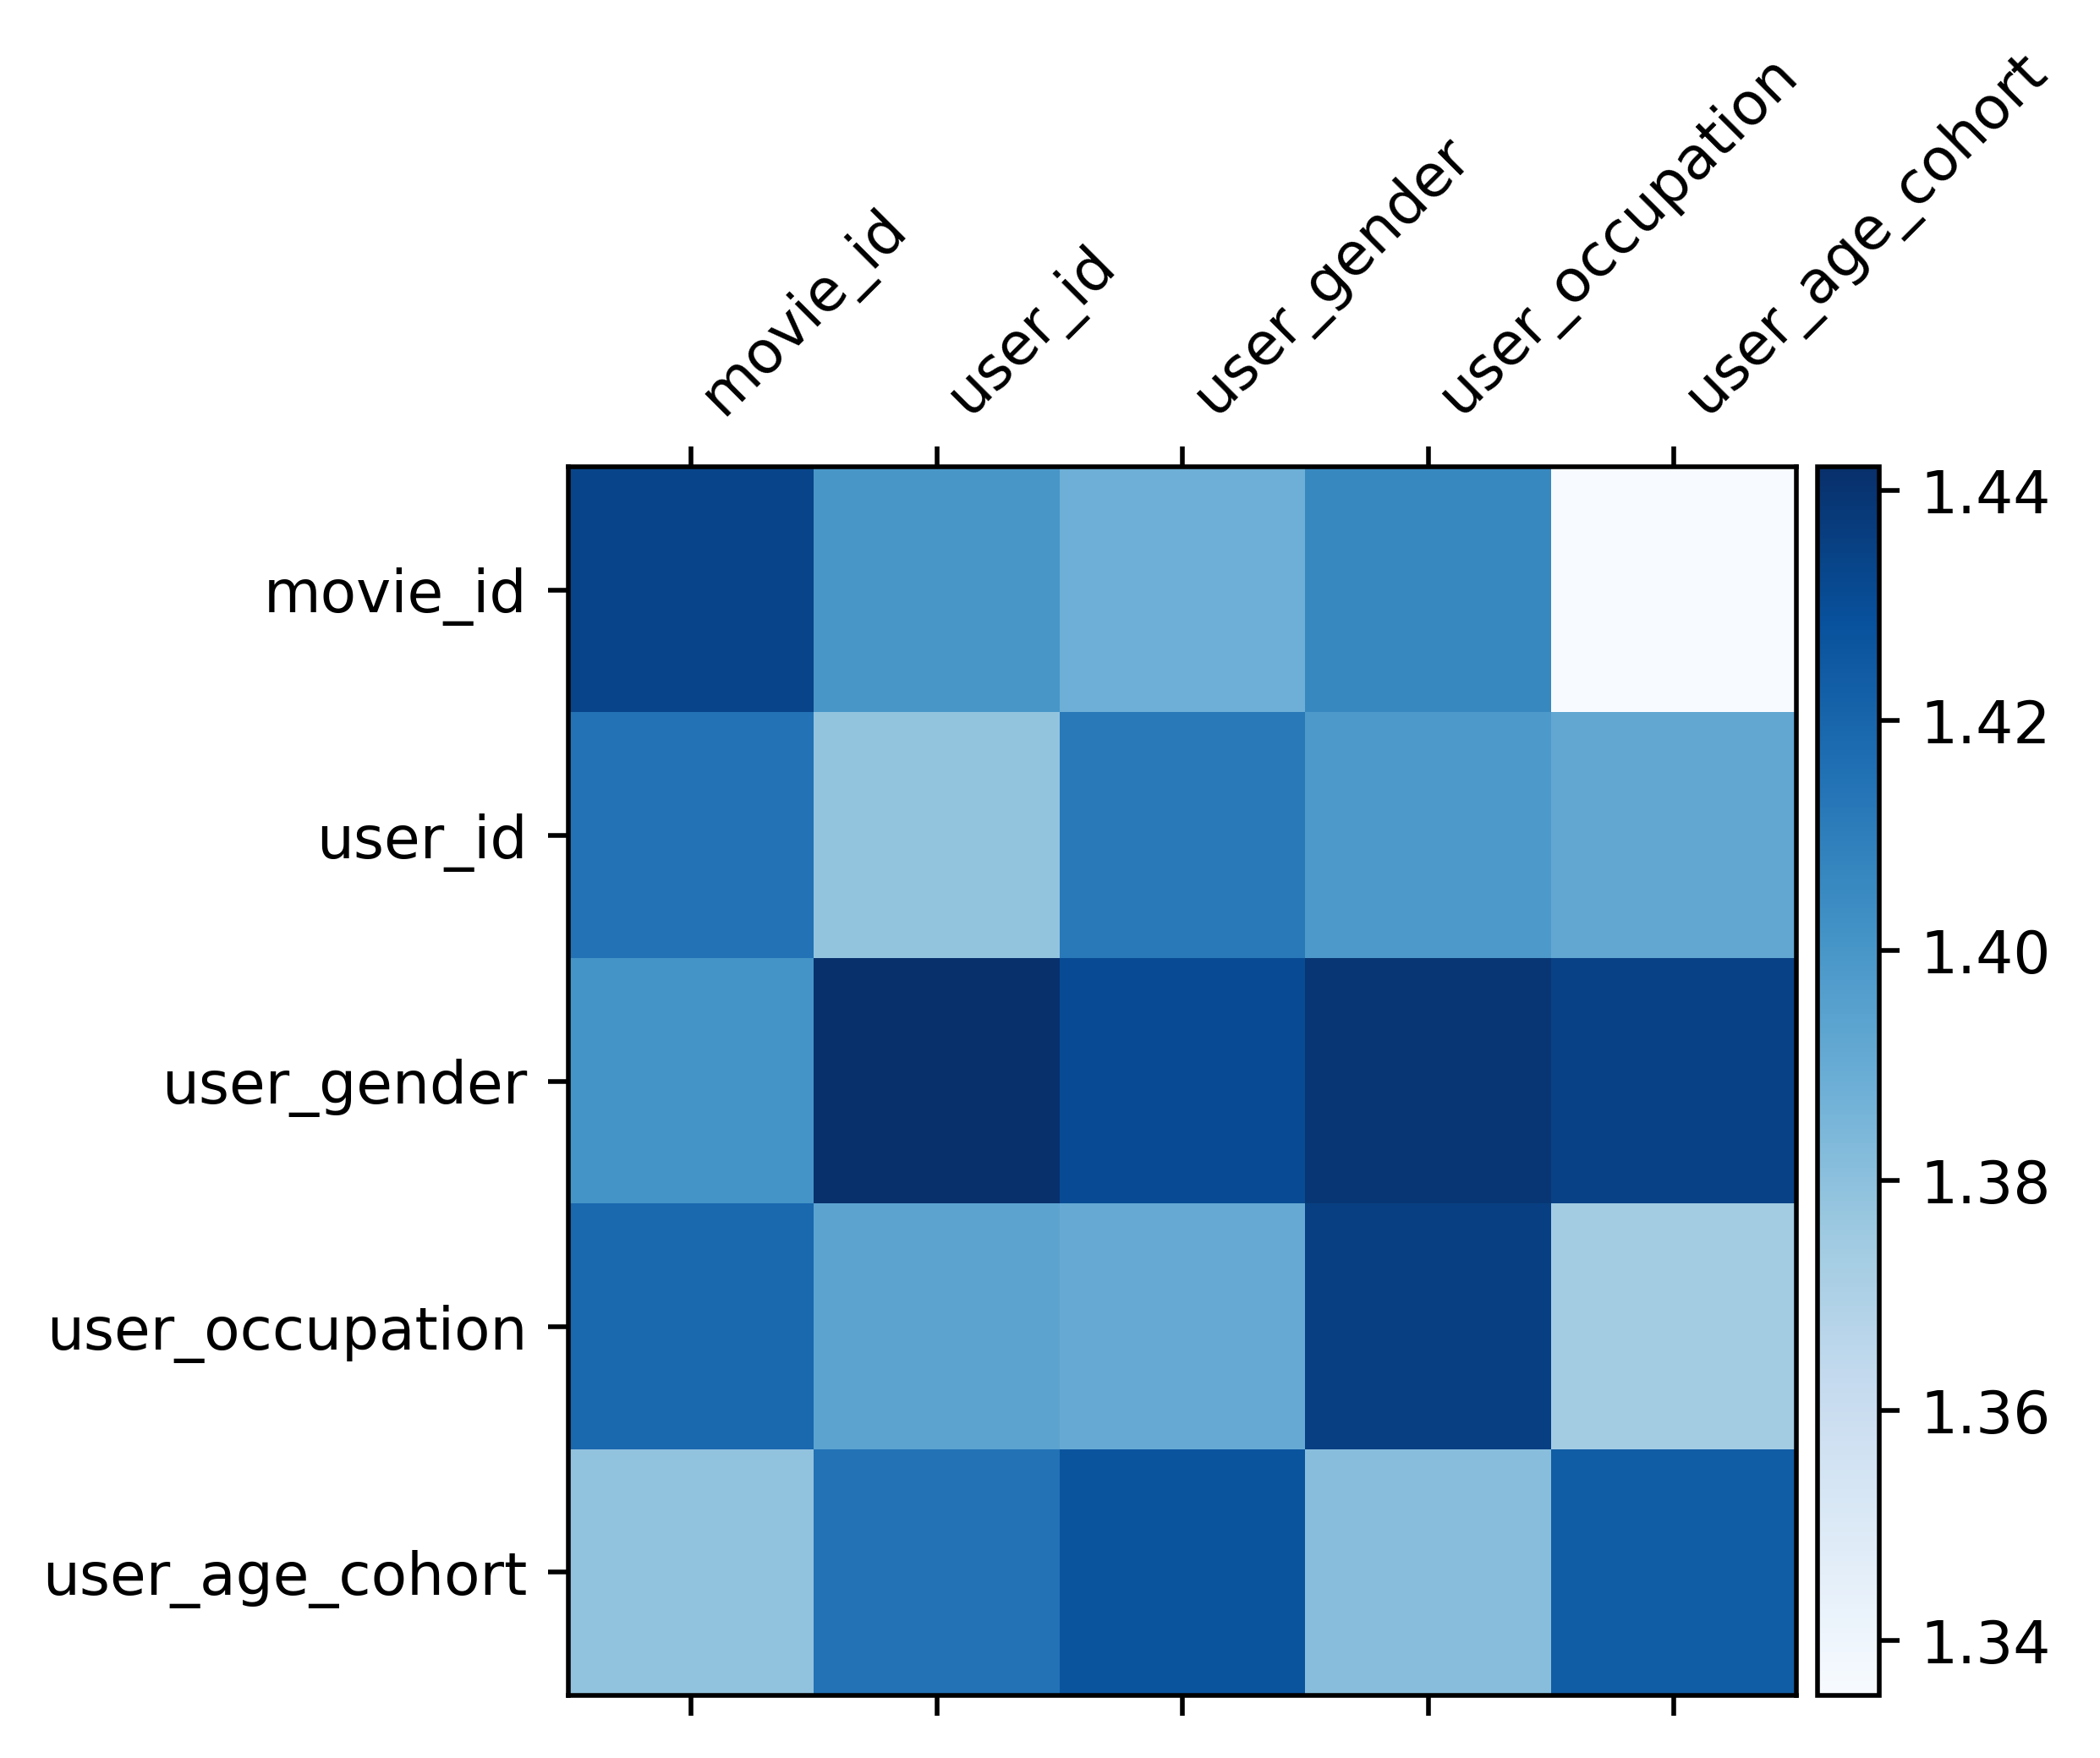 movie_id
user_id
user_gender
user_occupation
user_age_cohort
movie_id
user_id
user_gender
user_occupation
user_age_cohort
1.44
1.42
1.40
1.38
1.36
1.34